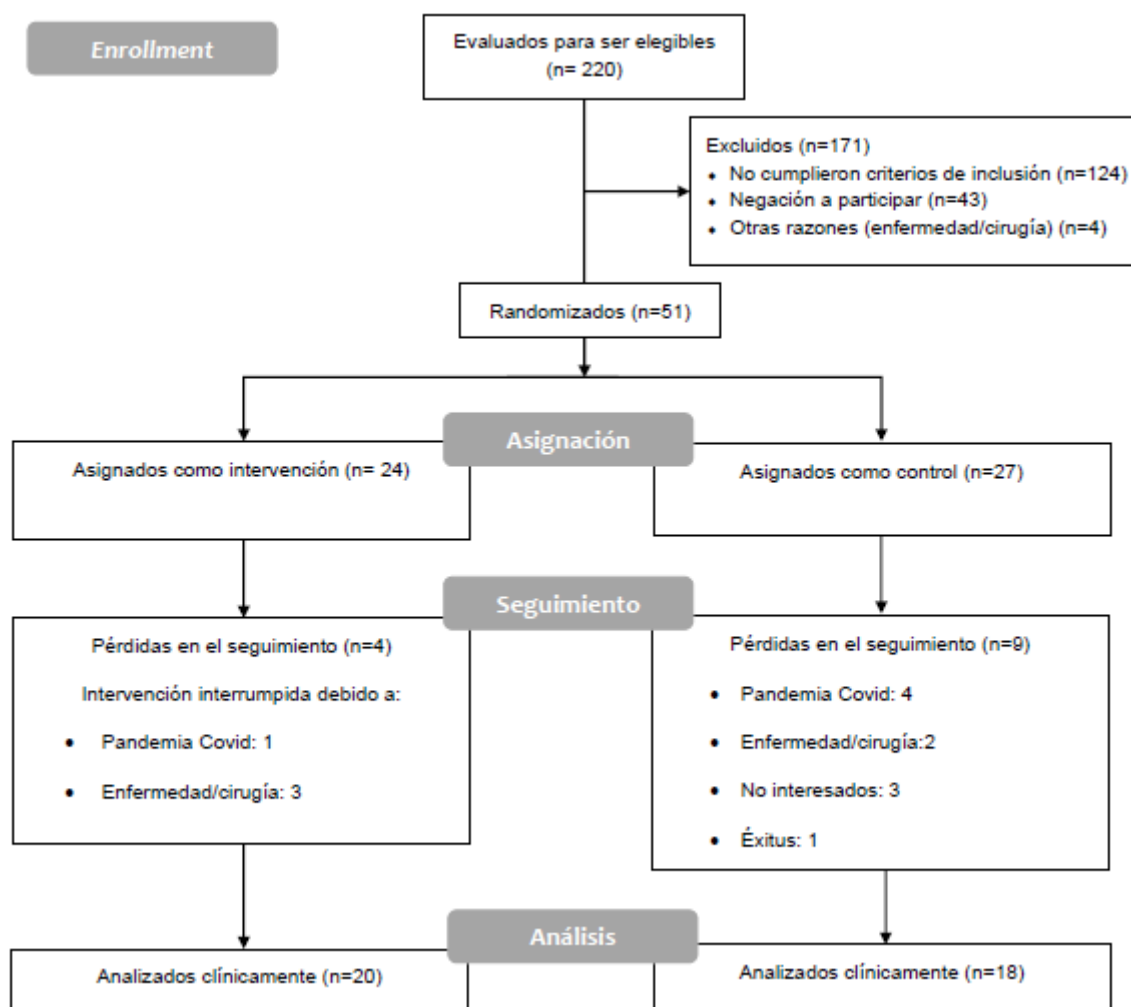 Enrollment
Evaluados para ser elegibles
(n= 220)
Excluidos (n=171)
⬥ No cumplieron criterios de inclusión (n=124)
⬥ Negación a participar (n=43)
⬥ Otras razones (enfermedad/cirugía) (n=4)
Randomizados (n=51)
Asignación
Asignados como intervención (n= 24)
Asignados como control (n=27)
Seguimiento
Pérdidas en el seguimiento (n=4)
Intervención interrumpida debido a:
• Pandemia Covid: 1
• Enfermedad/cirugía: 3
Pérdidas en el seguimiento (n=9)
• Pandemia Covid: 4
• Enfermedad/cirugía:2
• No interesados: 3
• Éxitus: 1
Análisis
Analizados clínicamente (n=20)
Analizados clínicamente (n=18)